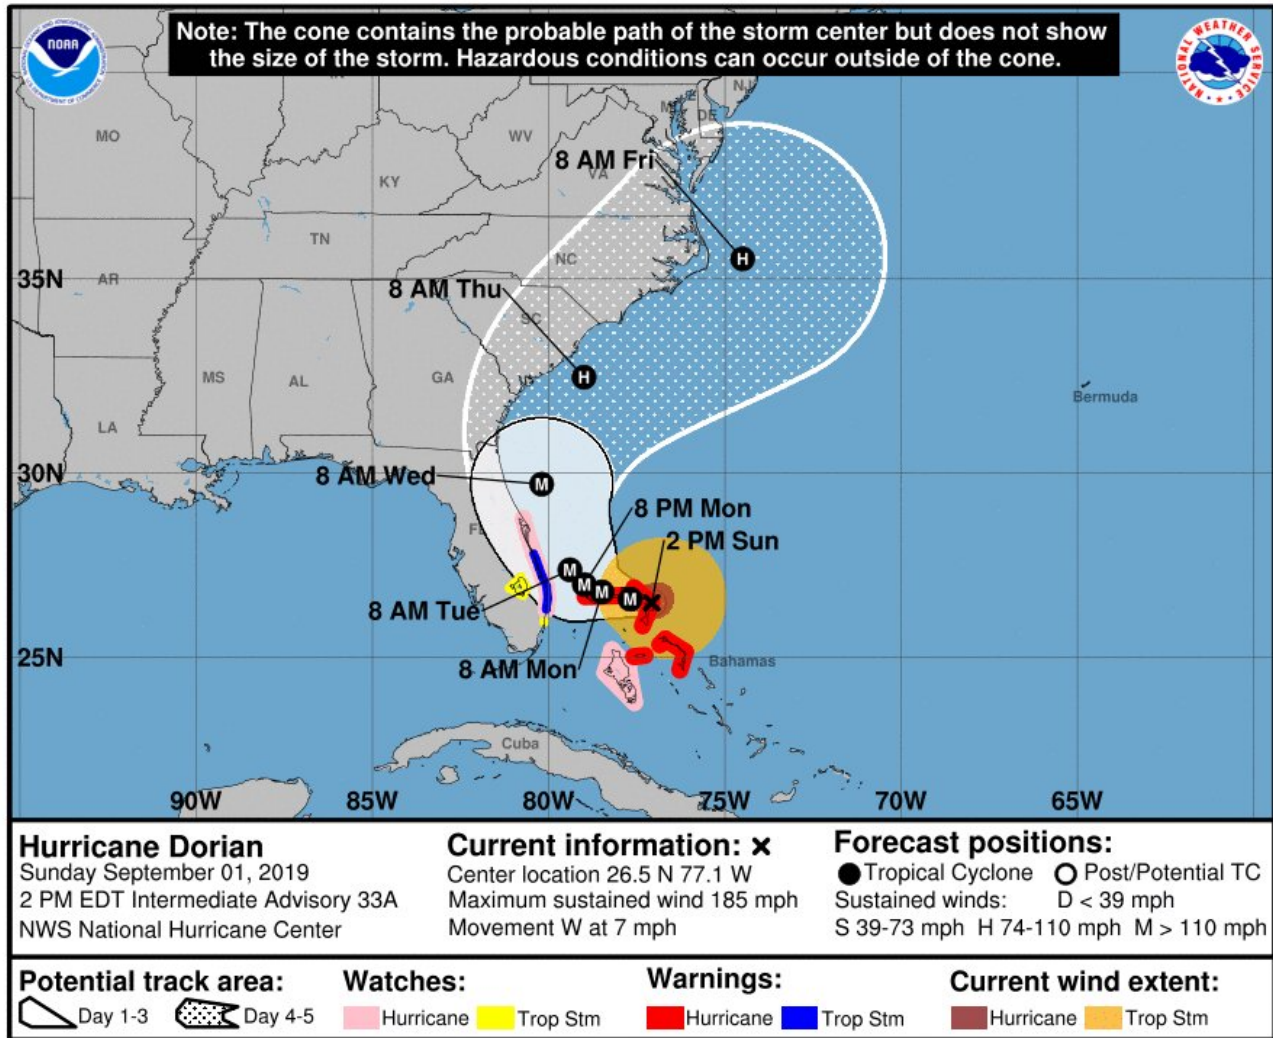 Note: The cone contains the probable path of the storm center but does not show
the size of the storm. Hazardous conditions can occur outside of the cone.
NOAA
NATIONAL WEATHER SERVICE
NJ
DE
MO
WV
8 AM Fri
VA
KY
TN
NC
35N
AR
8 AM Thu
SC
MS
AL
GA
Bermuda
LA
30N
8 AM Wed
8 PM Mon
FL
2 PM Sun
8 AM Tue
25N
8 AM Mon
Bahamas
Cuba
90W
85W
80W
75W
70W
65W
H
H
M
M
M
M
M
Hurricane Dorian
Sunday September 01, 2019
2 PM EDT Intermediate Advisory 33A
NWS National Hurricane Center
Current information: x
Center location 26.5 N 77.1 W
Maximum sustained wind 185 mph
Movement W at 7 mph
Forecast positions:
Tropical Cyclone Post/Potential TC
Sustained winds: D < 39 mph
S 39-73 mph H 74-110 mph M > 110 mph
Potential track area:
Day 1-3 Day 4-5
Watches:
Hurricane Trop Stm
Warnings:
Hurricane Trop Stm
Current wind extent:
Hurricane Trop Stm